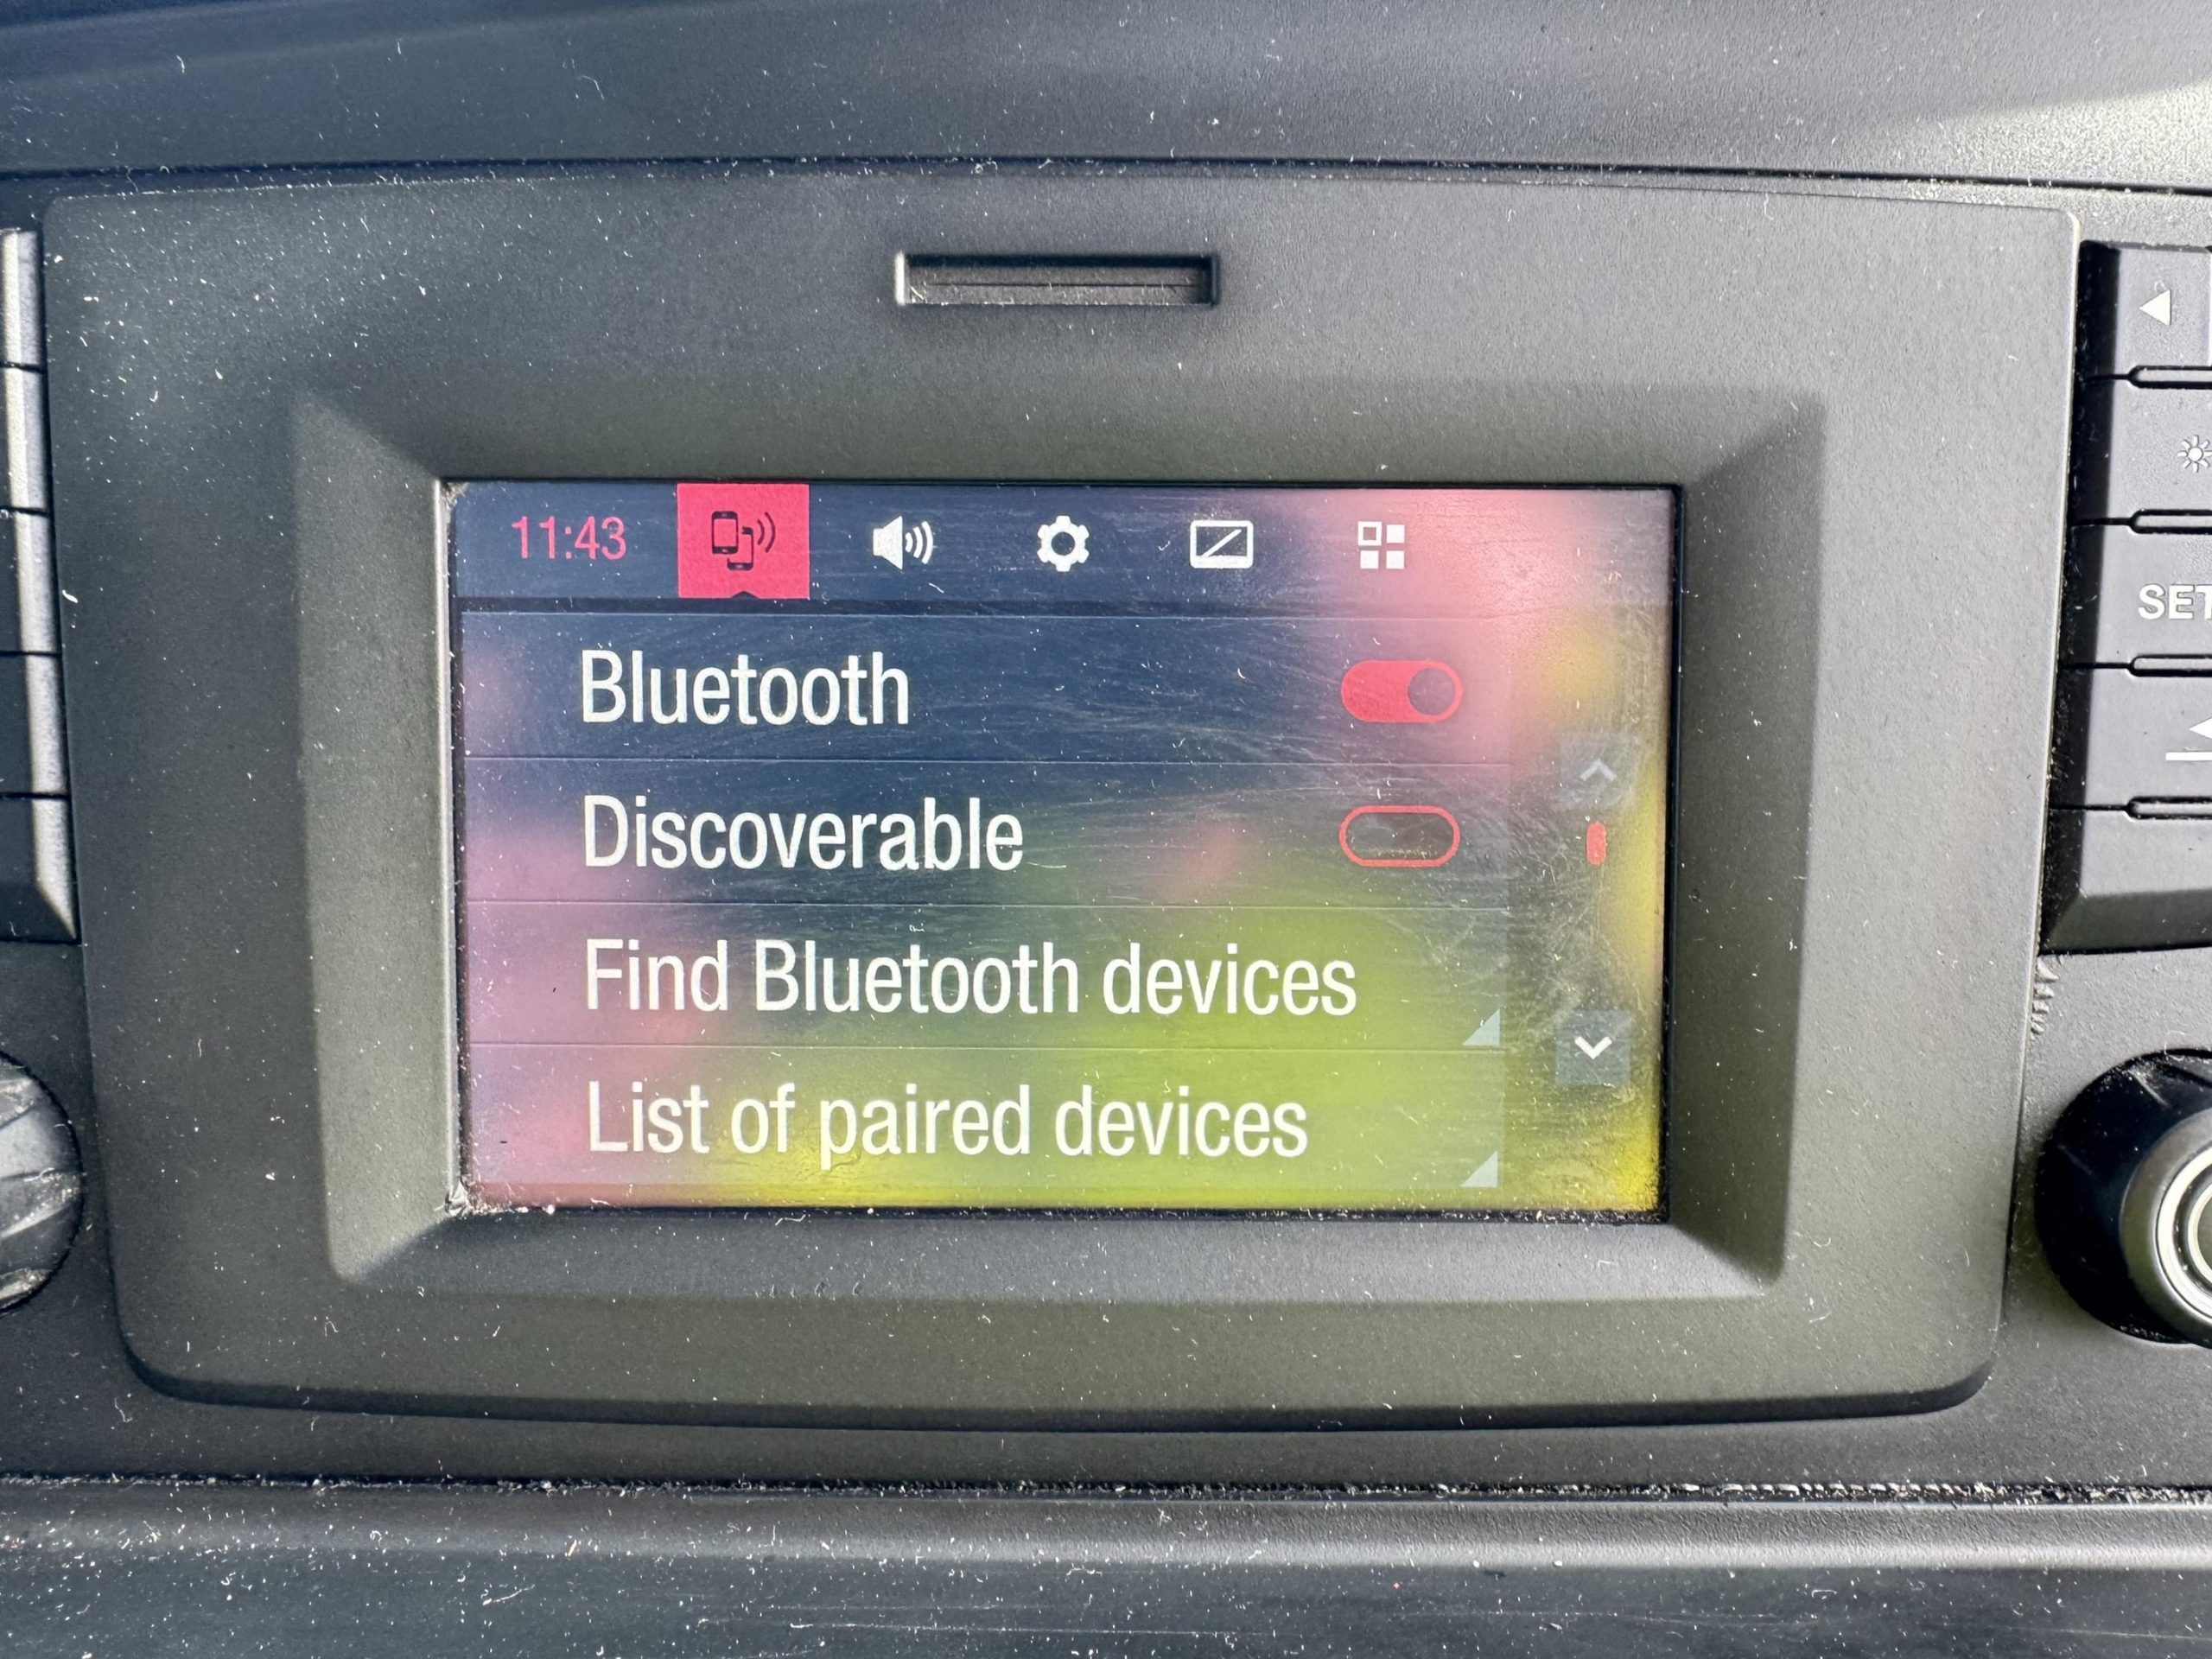 11:43
Bluetooth
Discoverable
Find Bluetooth devices
List of paired devices
SET